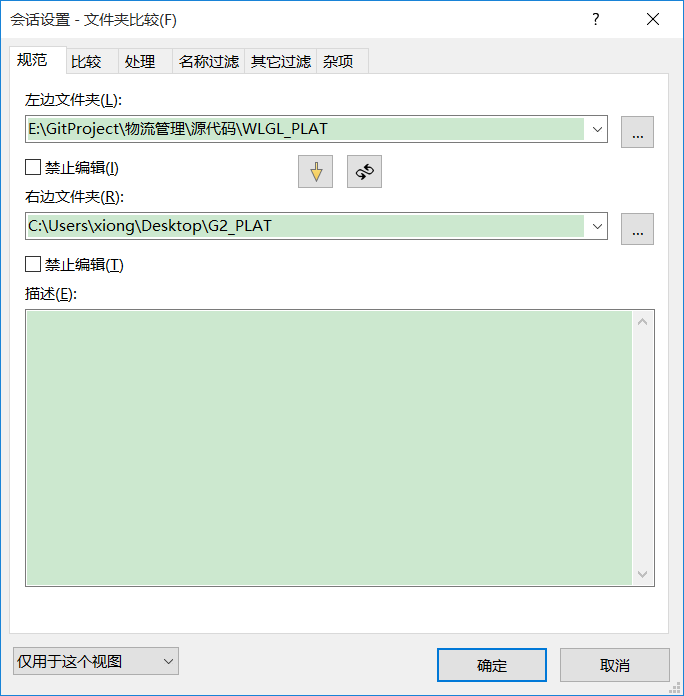 会话设置 - 文件夹比较(F)
规范 比较 处理 名称过滤 其它过滤 杂项
左边文件夹(L):
E:\GitProject\物流管理\源代码\WLGL_PLAT
...
禁止编辑(I)
右边文件夹(R):
C:\Users\xiong\Desktop\G2_PLAT
...
禁止编辑(T)
描述(E):
仅用于这个视图
确定
取消